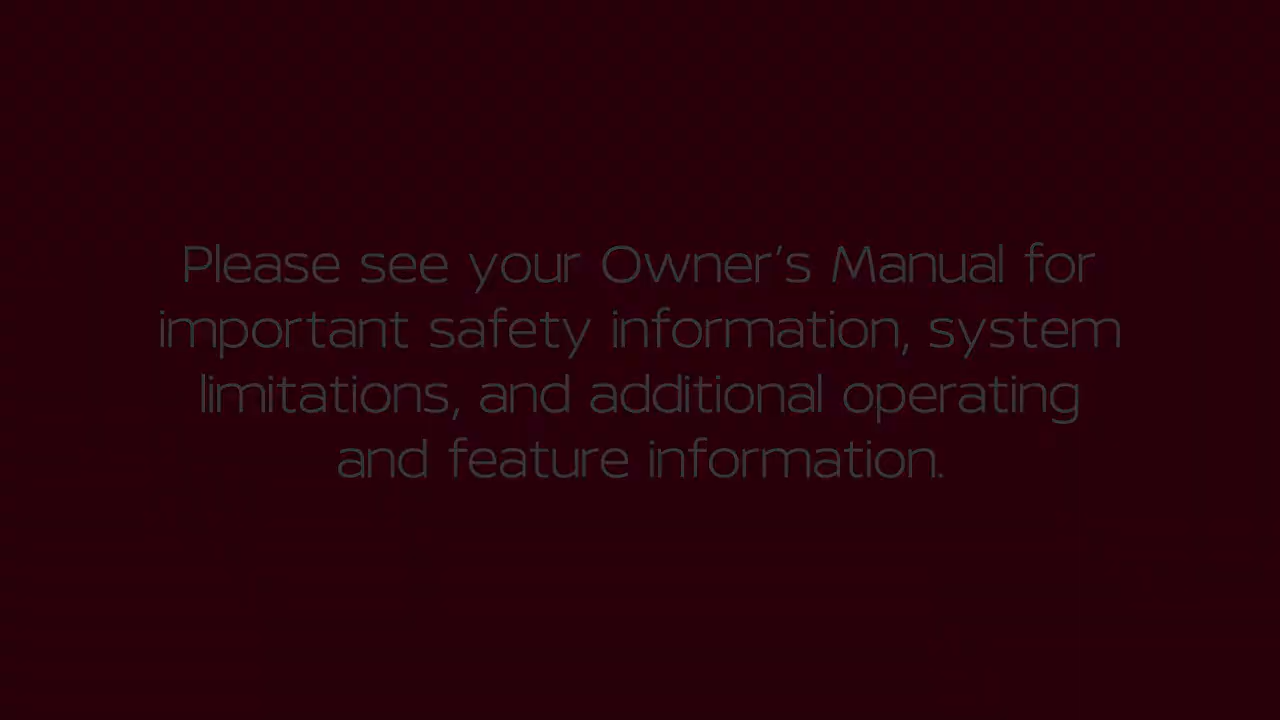 Please see your Owner’s Manual for
important safety information, system
limitations, and additional operating
and feature information.